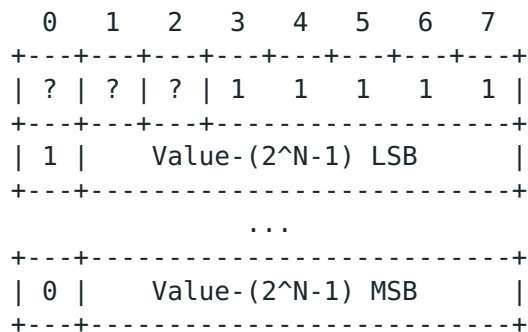 0   1   2   3   4   5   6   7
+---+---+---+---+---+---+---+---+
| ? | ? | ? | 1   1   1   1   1 |
+---+---+---+-------------------+
| 1 |    Value-(2^N-1) LSB      |
+---+---------------------------+
               ...
+---+---------------------------+
| 0 |    Value-(2^N-1) MSB      |
+---+---------------------------+